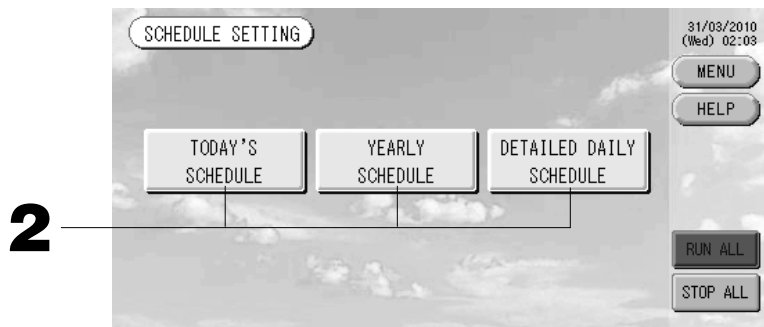 SCHEDULE SETTING
31/03/2010
(Wed) 02:03
MENU
HELP
TODAY'S
SCHEDULE
YEARLY
SCHEDULE
DETAILED DAILY
SCHEDULE
2
RUN ALL
STOP ALL